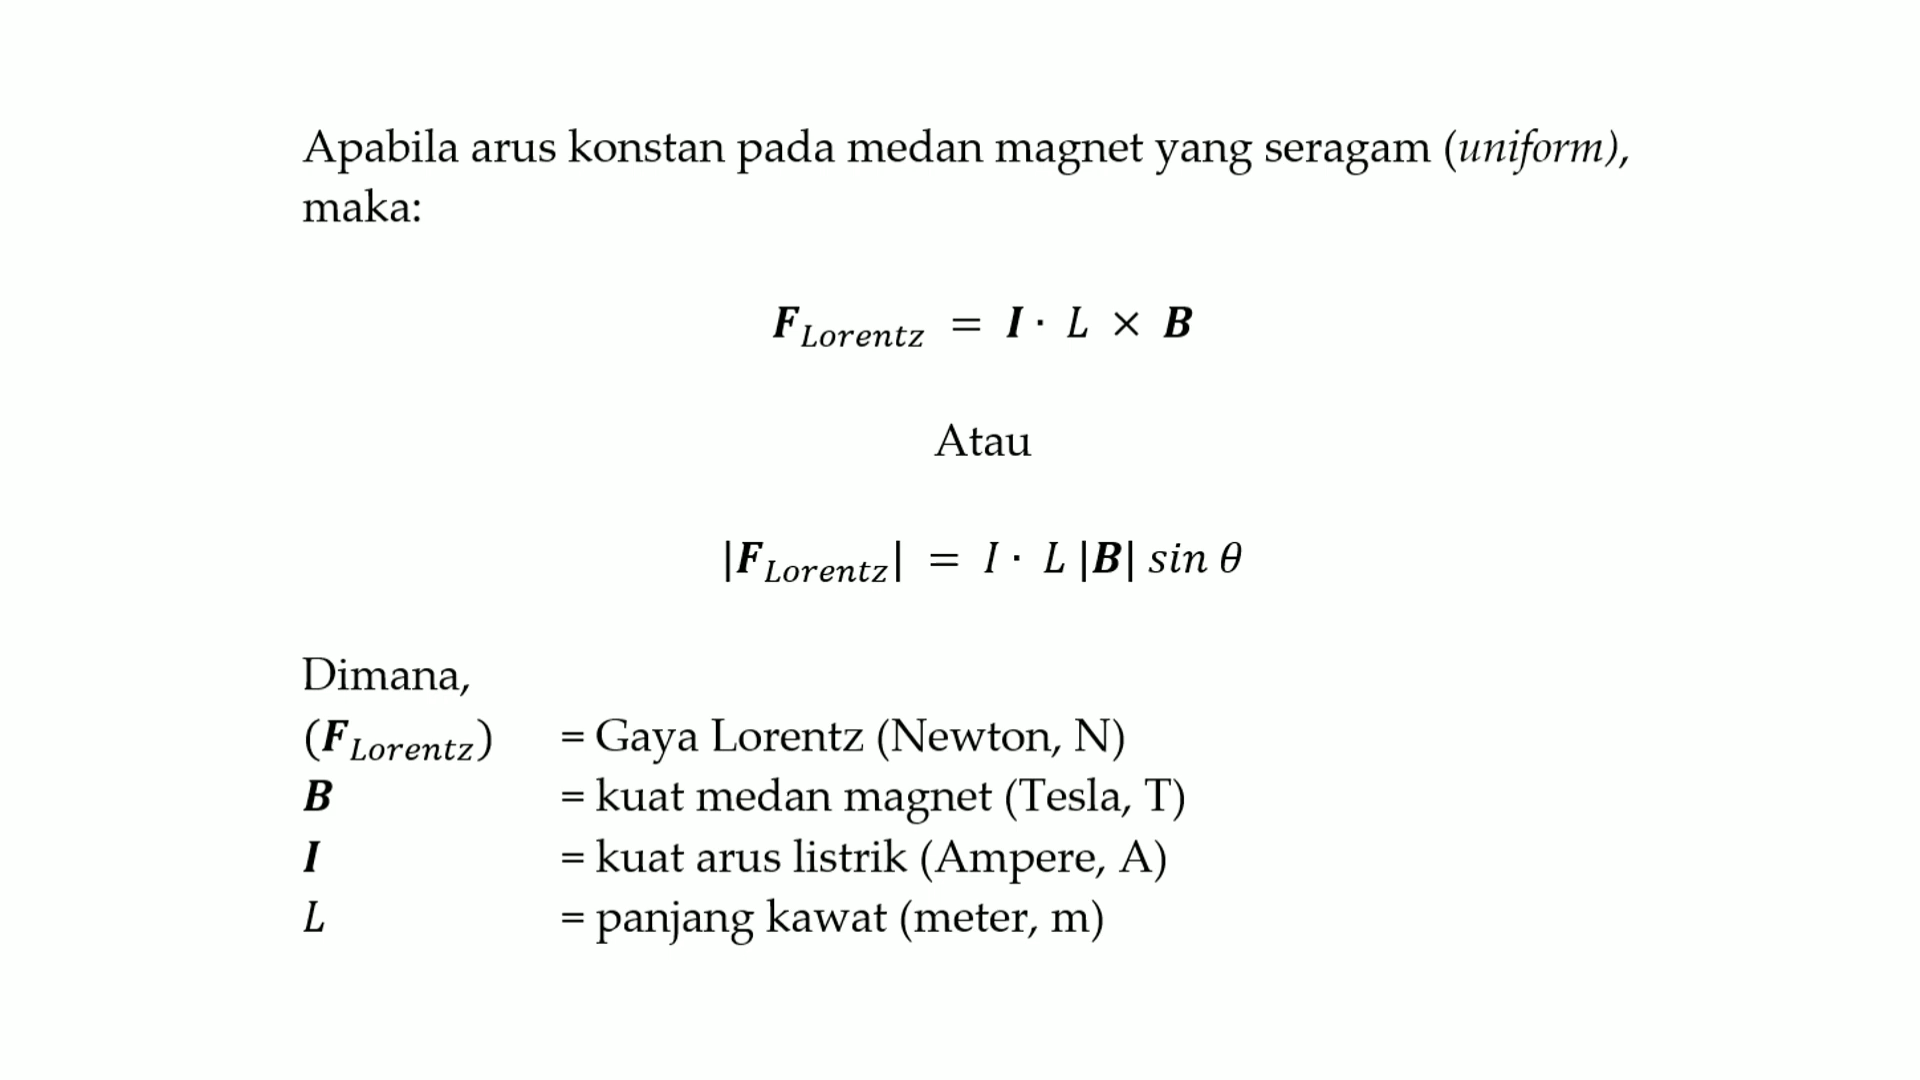 Apabila arus konstan pada medan magnet yang seragam (uniform),
maka:
F_Lorentz = I · L × B
Atau
|F_Lorentz| = I · L |B| sin θ
Dimana,
(F_Lorentz) = Gaya Lorentz (Newton, N)
B = kuat medan magnet (Tesla, T)
I = kuat arus listrik (Ampere, A)
L = panjang kawat (meter, m)